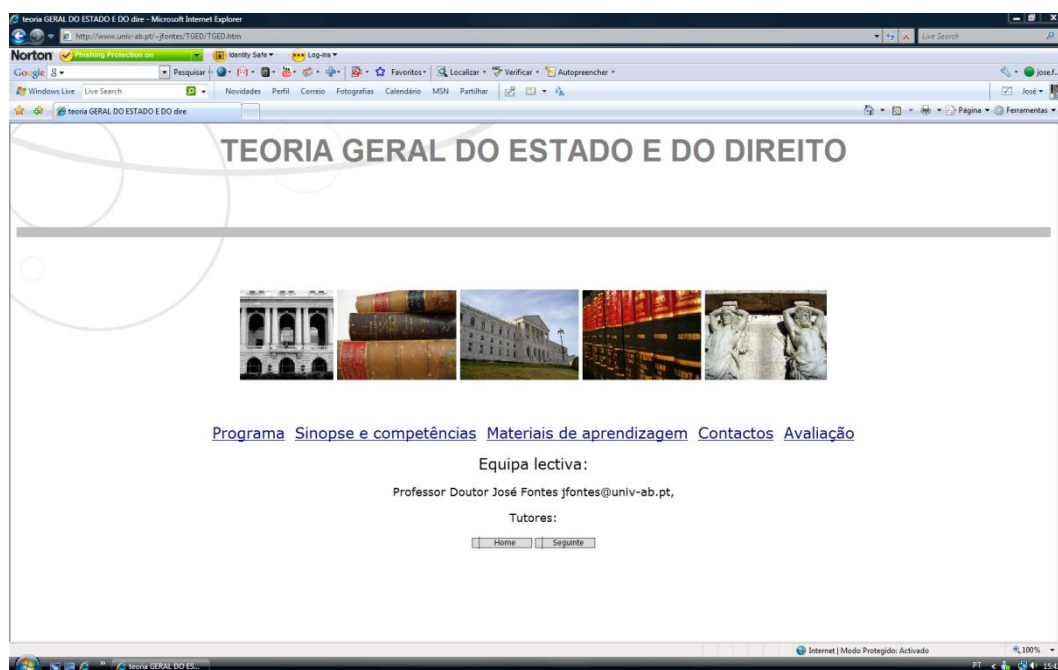 teoria GERAL DO ESTADO E DO dire - Microsoft Internet Explorer
http://www.univ-ab.pt/~jfontes/TGED/TGED.htm Live Search
Norton Phishing Protection on Identity Safe Log-ins
Google Pesquisar Favoritos Localizar Verificar Autopreencher josef.
Windows Live Live Search Novidades Perfil Correio Fotografias Calendário MSN Partilhar José
teoria GERAL DO ESTADO E DO dire Página Ferramentas
TEORIA GERAL DO ESTADO E DO DIREITO
Programa Sinopse e competências Materiais de aprendizagem Contactos Avaliação
Equipa lectiva:
Professor Doutor José Fontes jfontes@univ-ab.pt,
Tutores:
Home Seguinte
Internet | Modo Protegido: Activado 100%
teoria GERAL DO ES... PT